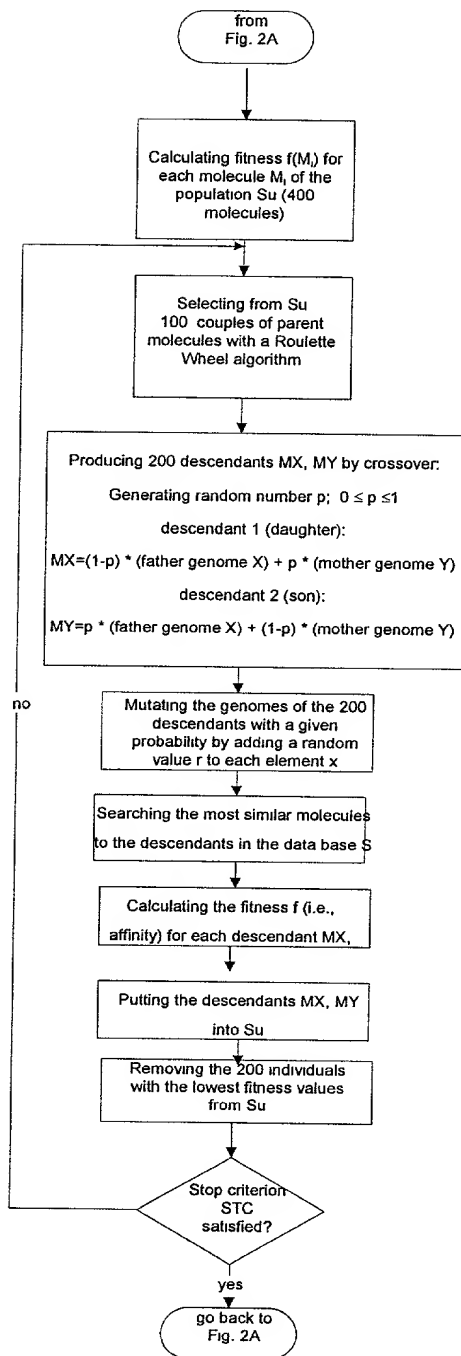 from
Fig. 2A
Calculating fitness f(Mᵢ) for
each molecule Mᵢ of the
population Su (400
molecules)
Selecting from Su
100 couples of parent
molecules with a Roulette
Wheel algorithm
Producing 200 descendants MX, MY by crossover:
Generating random number p; 0 ≤ p ≤1
descendant 1 (daughter):
MX=(1-p) * (father genome X) + p * (mother genome Y)
descendant 2 (son):
MY=p * (father genome X) + (1-p) * (mother genome Y)
no
Mutating the genomes of the 200
descendants with a given
probability by adding a random
value r to each element x
Searching the most similar molecules
to the descendants in the data base S
Calculating the fitness f (i.e.,
affinity) for each descendant MX,
Putting the descendants MX, MY
into Su
Removing the 200 individuals
with the lowest fitness values
from Su
Stop criterion
STC
satisfied?
yes
go back to
Fig. 2A